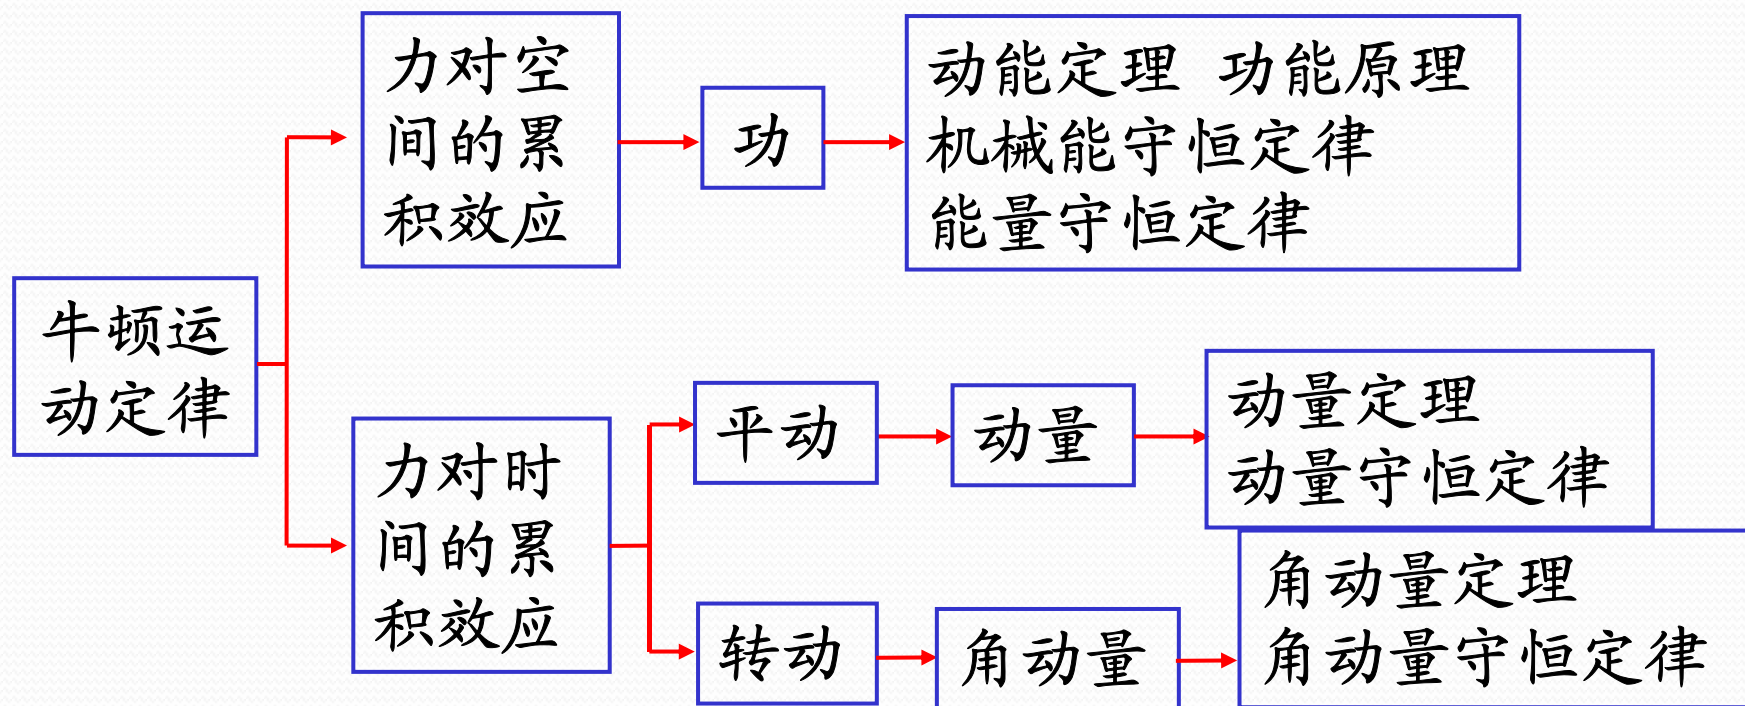 牛顿运
动定律
力对空
间的累
积效应
功
动能定理 功能原理
机械能守恒定律
能量守恒定律
力对时
间的累
积效应
平动
动量
动量定理
动量守恒定律
转动
角动量
角动量定理
角动量守恒定律